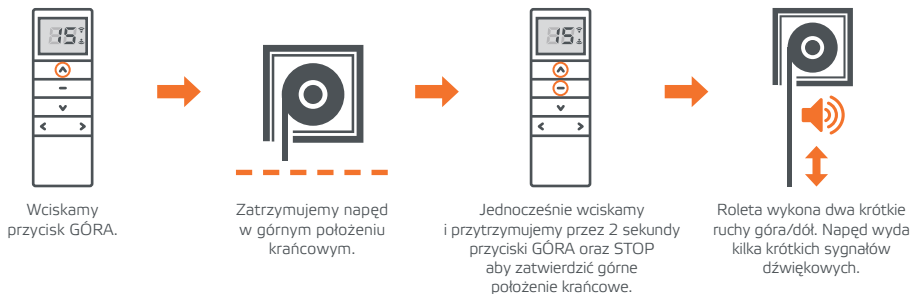 15
15
Wciskamy
przycisk GÓRA.
Zatrzymujemy napęd
w górnym położeniu
krańcowym.
Jednocześnie wciskamy
i przytrzymujemy przez 2 sekundy
przyciski GÓRA oraz STOP
aby zatwierdzić górne
położenie krańcowe.
Roleta wykona dwa krótkie
ruchy góra/dół. Napęd wyda
kilka krótkich sygnałów
dźwiękowych.